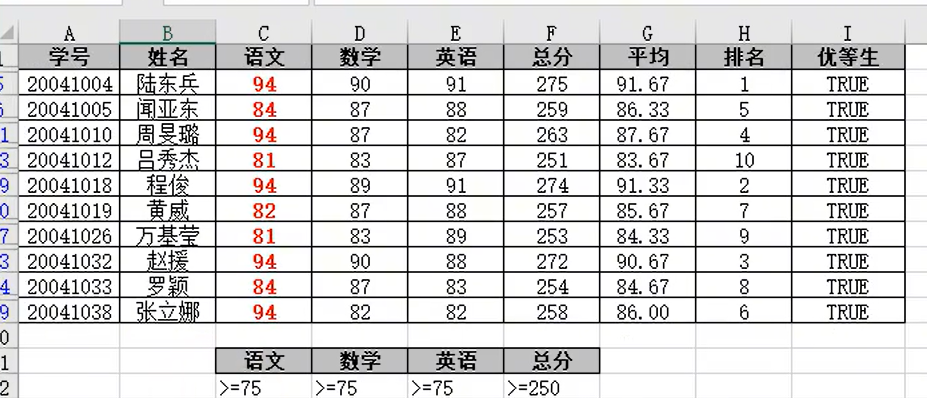 A B C D E F G H I
1 学号 姓名 语文 数学 英语 总分 平均 排名 优等生
5 20041004 陆东兵 94 90 91 275 91.67 1 TRUE
6 20041005 闻亚东 84 87 88 259 86.33 5 TRUE
1 20041010 周旻璐 94 87 82 263 87.67 4 TRUE
3 20041012 吕秀杰 81 83 87 251 83.67 10 TRUE
9 20041018 程俊 94 89 91 274 91.33 2 TRUE
0 20041019 黄威 82 87 88 257 85.67 7 TRUE
7 20041026 万基莹 81 83 89 253 84.33 9 TRUE
3 20041032 赵援 94 90 88 272 90.67 3 TRUE
4 20041033 罗颖 84 87 83 254 84.67 8 TRUE
9 20041038 张立娜 94 82 82 258 86.00 6 TRUE
0
1 语文 数学 英语 总分
2 >=75 >=75 >=75 >=250